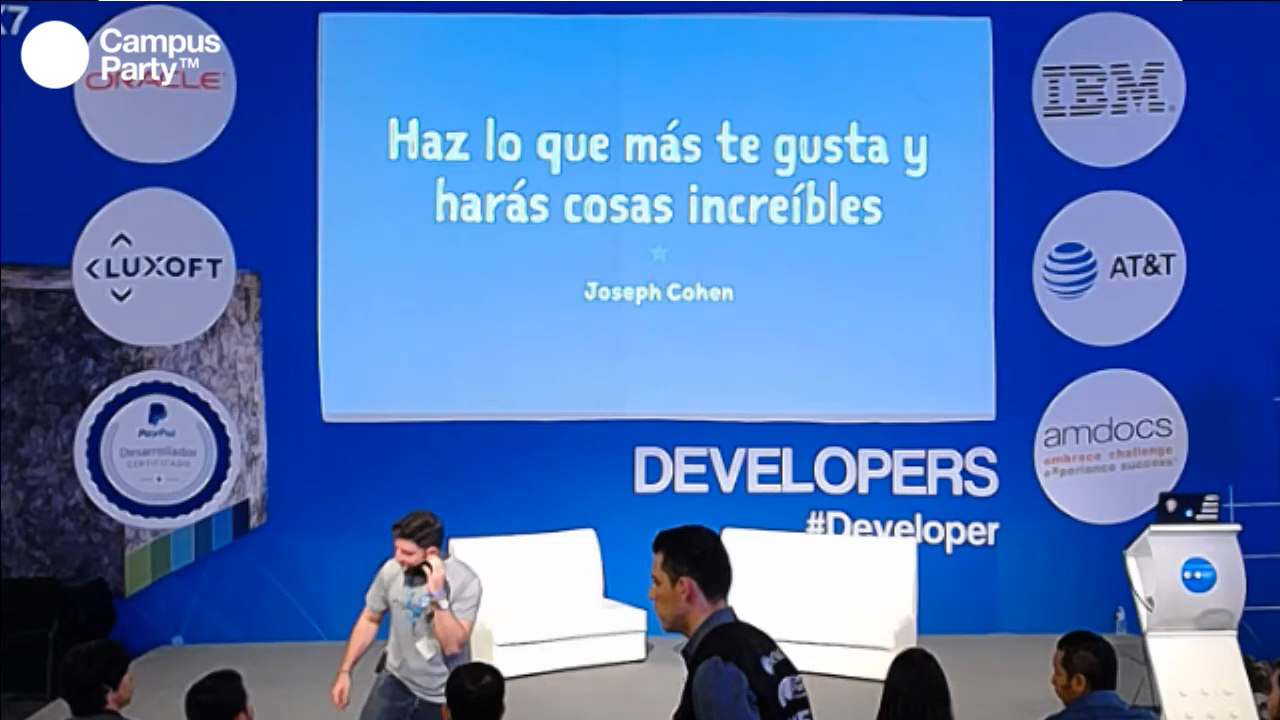 Campus
Party™
ORACLE
IBM
Haz lo que más te gusta y
harás cosas increíbles
Joseph Cohen
LUXOFT
AT&T
PayPal
Desarrollador
CERTIFICADO
amdocs
embrace challenge
experience success
DEVELOPERS
#Developer